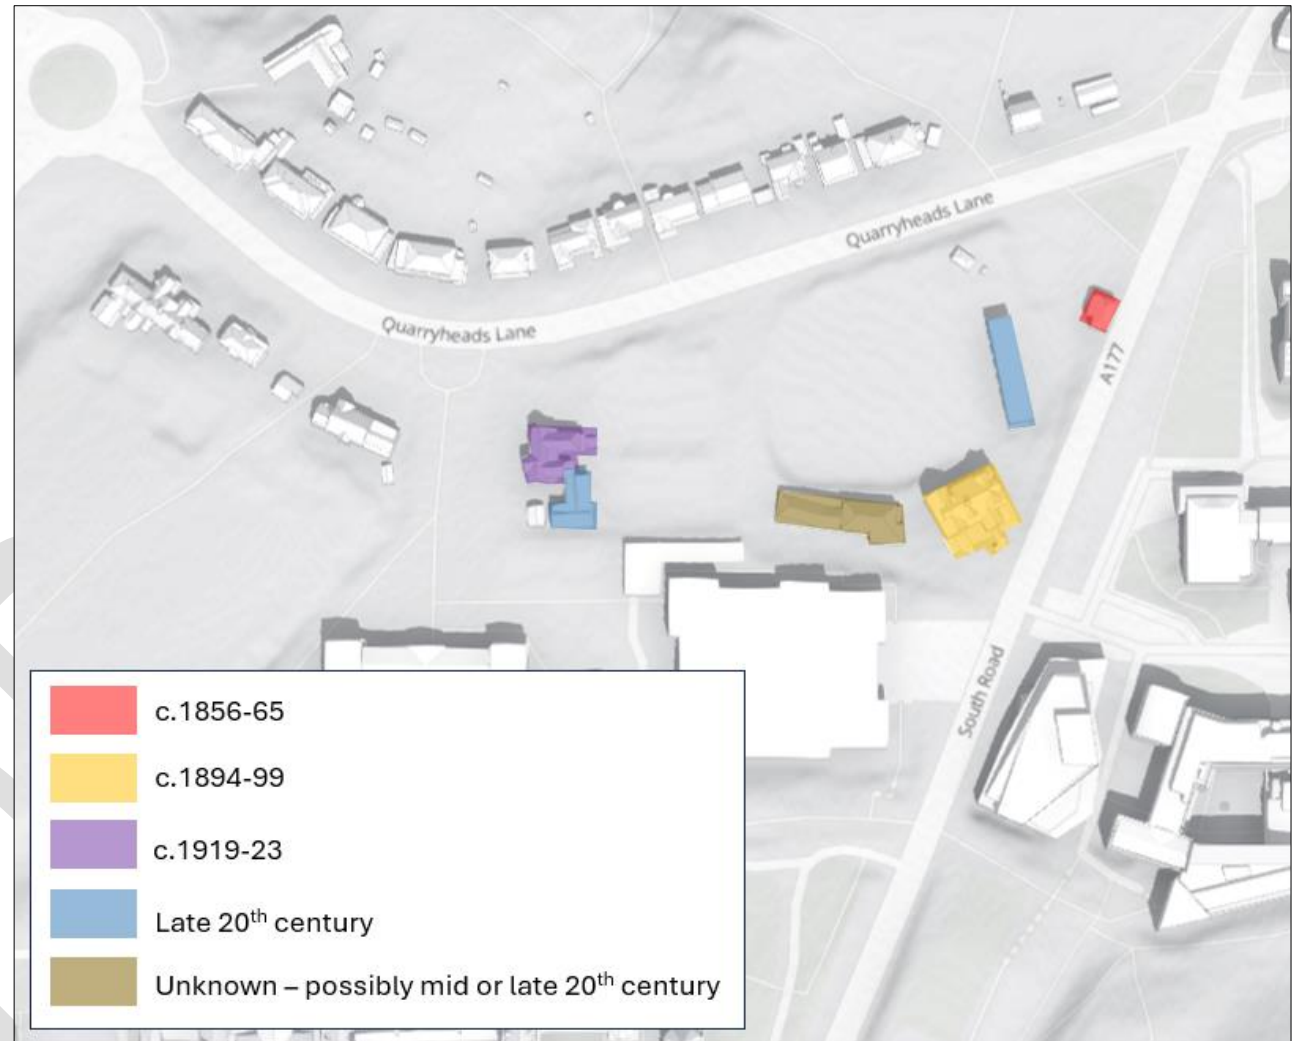 Quarryheads Lane
Quarryheads Lane
A177
South Road
c.1856-65
c.1894-99
c.1919-23
Late 20th century
Unknown – possibly mid or late 20th century